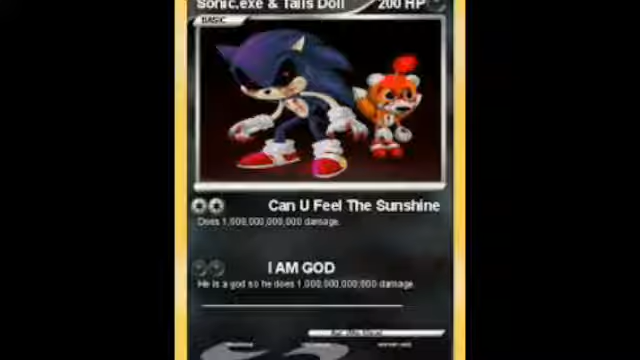 Sonic.exe & Tails Doll 200 HP
BASIC
Can U Feel The Sunshine
Does 1,000,000,000,000 damage.
I AM GOD
He is a god so he does 1,000,000,000,000 damage.